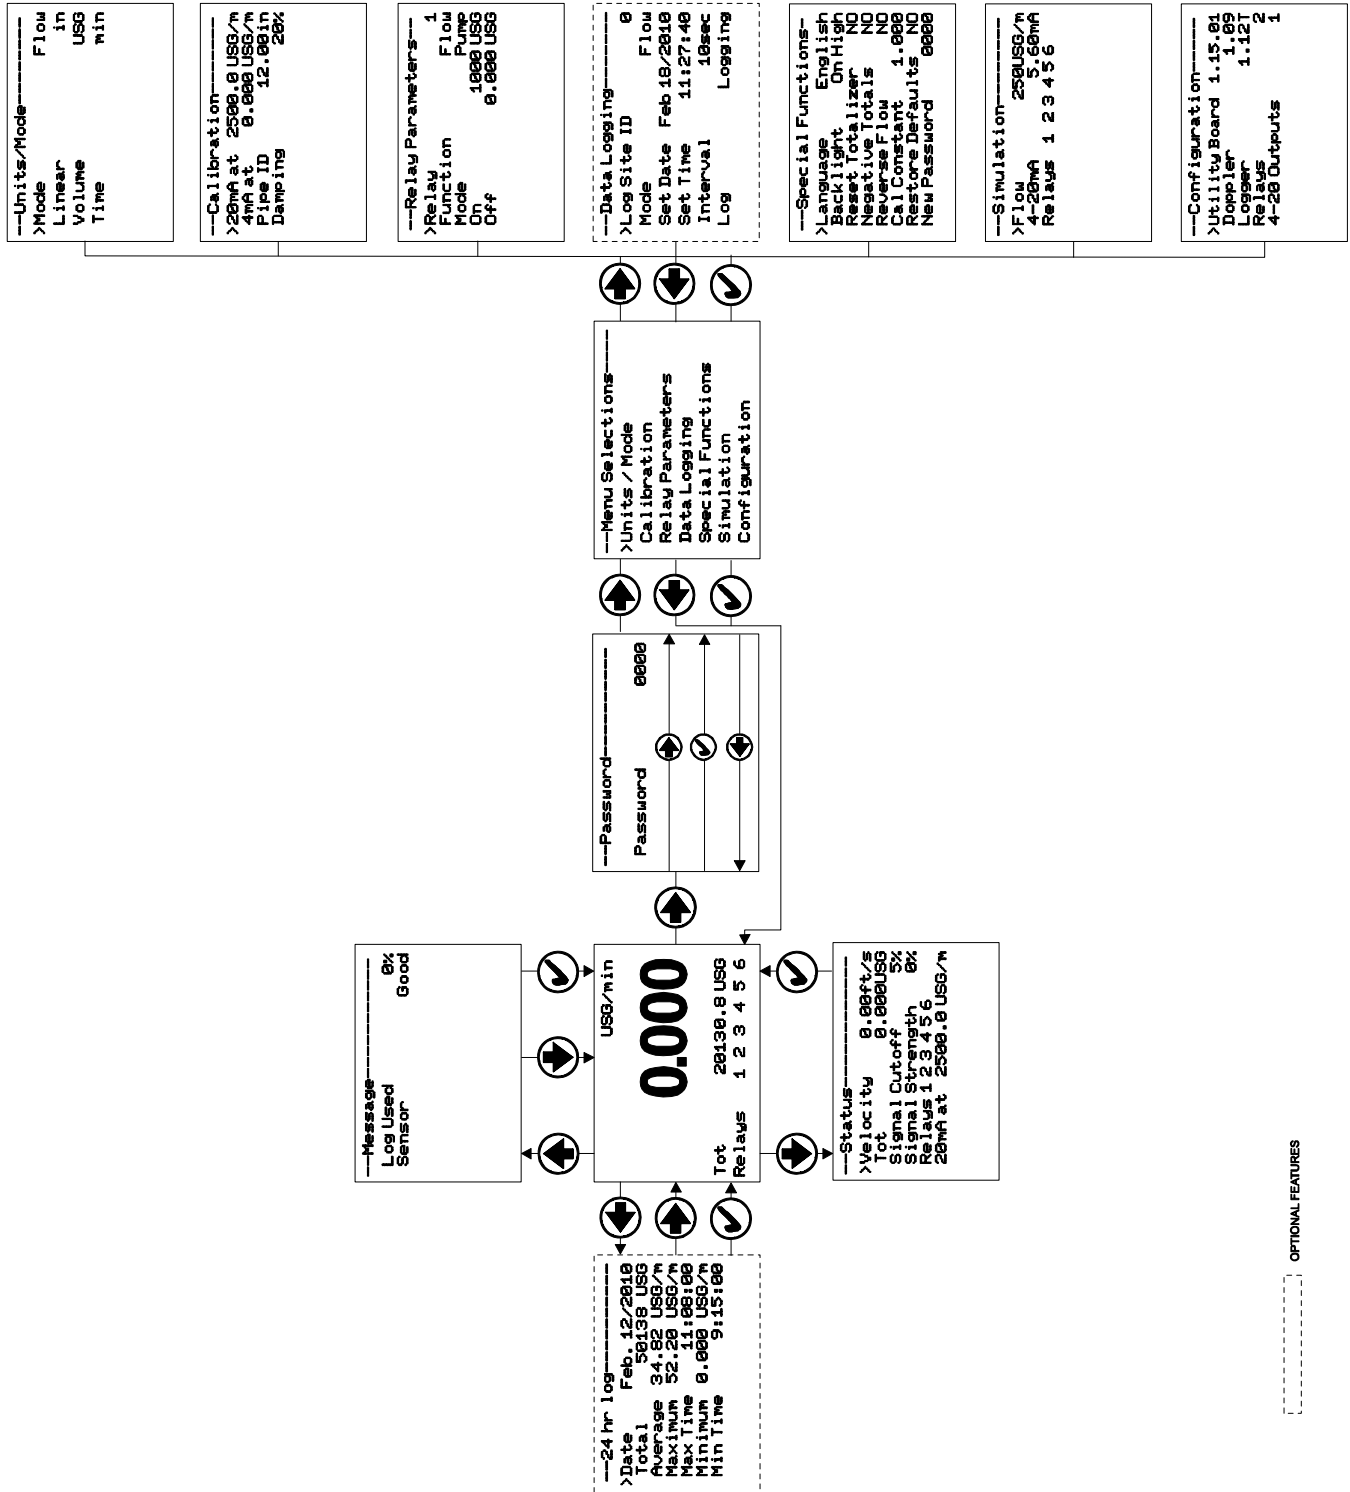 --24 hr log----------
>Date Feb. 12/2010
Total 50138 USG
Average 34.82 USG/m
Maximum 52.20 USG/m
Max Time 11:08:00
Minimum 0.000 USG/m
Min Time 9:15:00
---Message-------------
Log Used 0%
Sensor Good
USG/min
0.000
Tot 20130.8 USG
Relays 1 2 3 4 5 6
---Status-------------
>Velocity 0.00ft/s
Tot 0.000USG
Signal Cutoff 5%
Signal Strength 0%
Relays 1 2 3 4 5 6
20mA at 2500.0 USG/m
---Password-----------
Password 0000
---Menu Selections-----
>Units / Mode
Calibration
Relay Parameters
Data Logging
Special Functions
Simulation
Configuration
--Units/Mode---------
>Mode Flow
Linear in
Volume USG
Time min
--Calibration--------
>20mA at 2500.0 USG/m
4mA at 0.000 USG/m
Pipe ID 12.00in
Damping 20%
--Relay Parameters---
>Relay 1
Function Flow
Mode Pump
On 1000 USG
Off 0.000 USG
--Data Logging-------
>Log Site ID 0
Mode Flow
Set Date Feb 18/2010
Set Time 11:27:40
Interval 10sec
Log Logging
--Special Functions-
>Language English
Backlight On High
Reset Totalizer NO
Negative Totals NO
Reverse Flow NO
Cal Constant 1.000
Restore Defaults NO
New Password 0000
--Simulation---------
>Flow 250USG/m
4-20mA 5.60mA
Relays 1 2 3 4 5 6
--Configuration------
>Utility Board 1.15.01
Doppler 1.09
Logger 1.12T
Relays 2
4-20 Outputs 1
OPTIONAL FEATURES